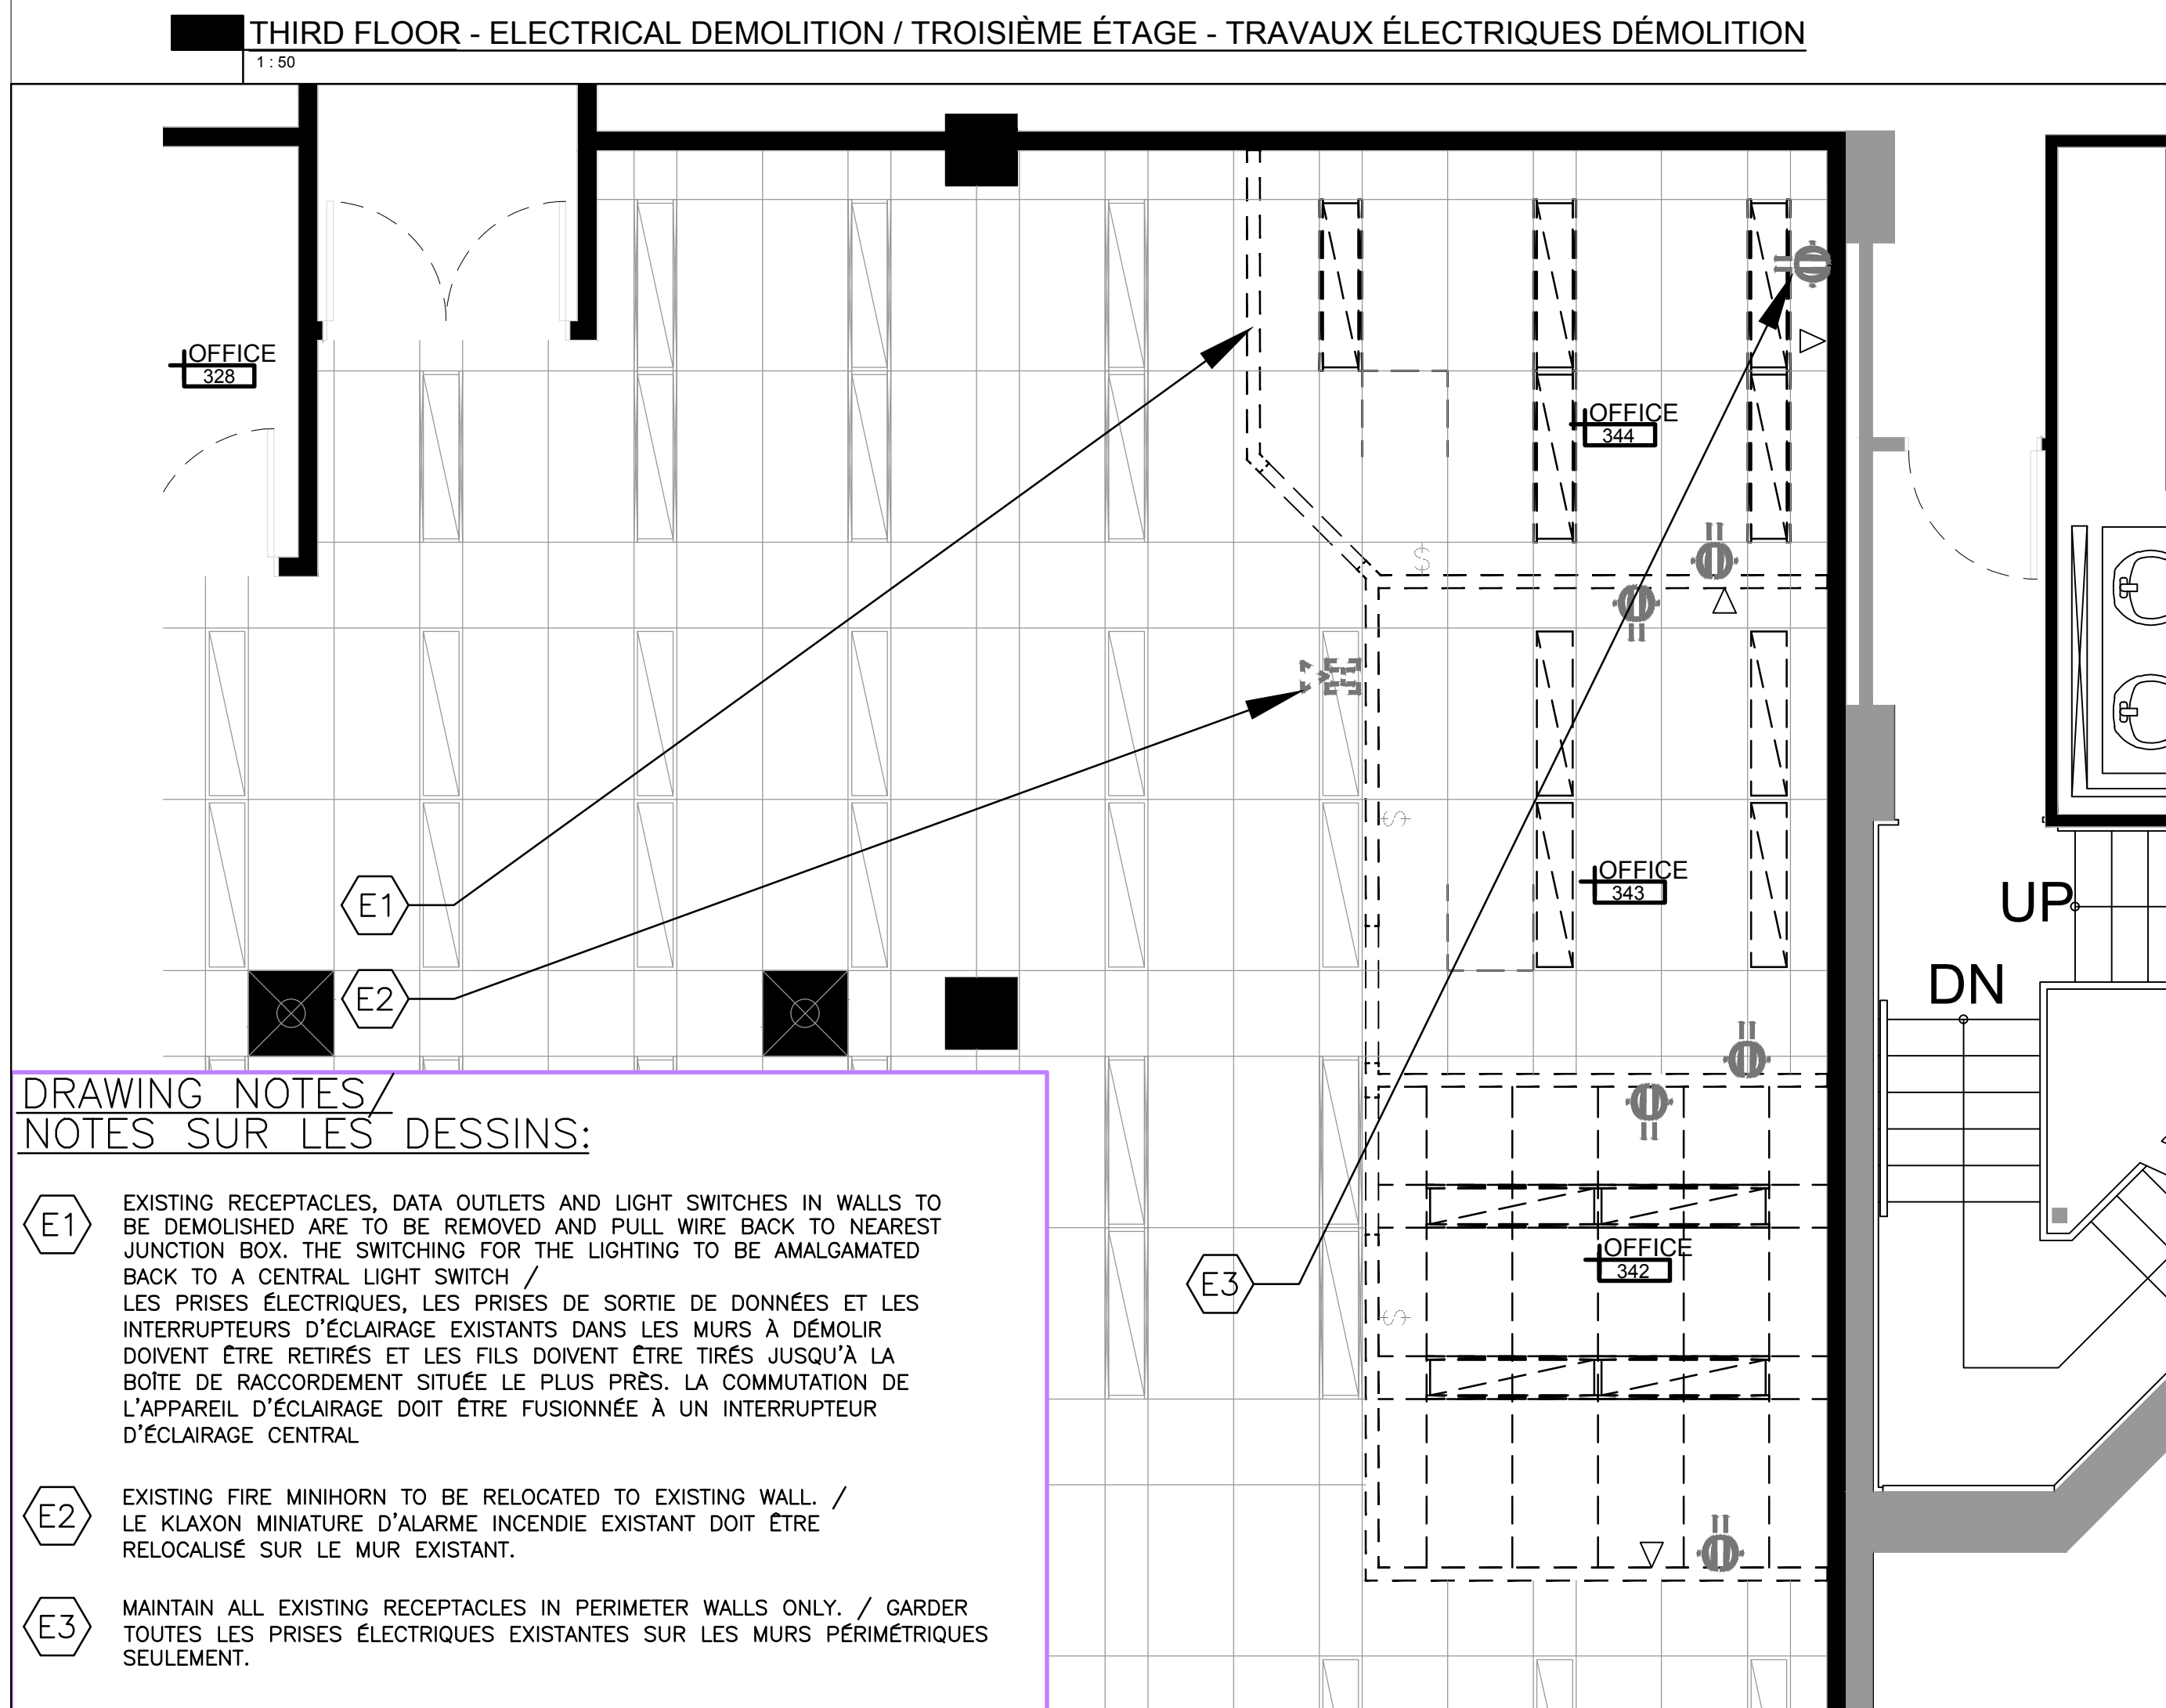 THIRD FLOOR - ELECTRICAL DEMOLITION / TROISIÈME ÉTAGE - TRAVAUX ÉLECTRIQUES DÉMOLITION
1 : 50
OFFICE
328
OFFICE
344
$
$
OFFICE
343
E1
UP
E2
DN
E3
OFFICE
342
$
DRAWING NOTES/
NOTES SUR LES DESSINS:
E1
EXISTING RECEPTACLES, DATA OUTLETS AND LIGHT SWITCHES IN WALLS TO
BE DEMOLISHED ARE TO BE REMOVED AND PULL WIRE BACK TO NEAREST
JUNCTION BOX. THE SWITCHING FOR THE LIGHTING TO BE AMALGAMATED
BACK TO A CENTRAL LIGHT SWITCH /
LES PRISES ÉLECTRIQUES, LES PRISES DE SORTIE DE DONNÉES ET LES
INTERRUPTEURS D'ÉCLAIRAGE EXISTANTS DANS LES MURS À DÉMOLIR
DOIVENT ÊTRE RETIRÉS ET LES FILS DOIVENT ÊTRE TIRÉS JUSQU'À LA
BOÎTE DE RACCORDEMENT SITUÉE LE PLUS PRÈS. LA COMMUTATION DE
L'APPAREIL D'ÉCLAIRAGE DOIT ÊTRE FUSIONNÉE À UN INTERRUPTEUR
D'ÉCLAIRAGE CENTRAL
E2
EXISTING FIRE MINIHORN TO BE RELOCATED TO EXISTING WALL. /
LE KLAXON MINIATURE D'ALARME INCENDIE EXISTANT DOIT ÊTRE
RELOCALISÉ SUR LE MUR EXISTANT.
E3
MAINTAIN ALL EXISTING RECEPTACLES IN PERIMETER WALLS ONLY. / GARDER
TOUTES LES PRISES ÉLECTRIQUES EXISTANTES SUR LES MURS PÉRIMÉTRIQUES
SEULEMENT.